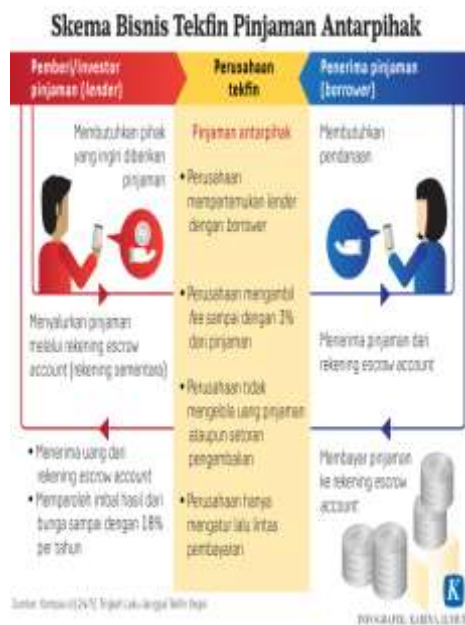 Skema Bisnis Tekfin Pinjaman Antarpihak
Pemberi/investor
pinjaman (lender)
Perusahaan
tekfin
Penerima pinjaman
(borrower)
Membutuhkan pihak
yang ingin diberikan
pinjaman
Menyalurkan pinjaman
melalui rekening escrow
account (rekening sementara)
• Menerima uang dari
rekening escrow account
• Memperoleh imbal hasil dari
bunga sampai dengan 18%
per tahun
Pinjaman antarpihak
• Perusahaan
mempertemukan lender
dengan borrower
• Perusahaan mengambil
fee sampai dengan 3%
dari pinjaman
• Perusahaan tidak
mengelola uang pinjaman
ataupun setoran
pengembalian
• Perusahaan hanya
mengatur lalu lintas
pembayaran
Membutuhkan
pendanaan
Menerima pinjaman dari
rekening escrow account
Membayar pinjaman
ke rekening escrow
account
Sumber: Kompas
K
INFOGRAFIK: